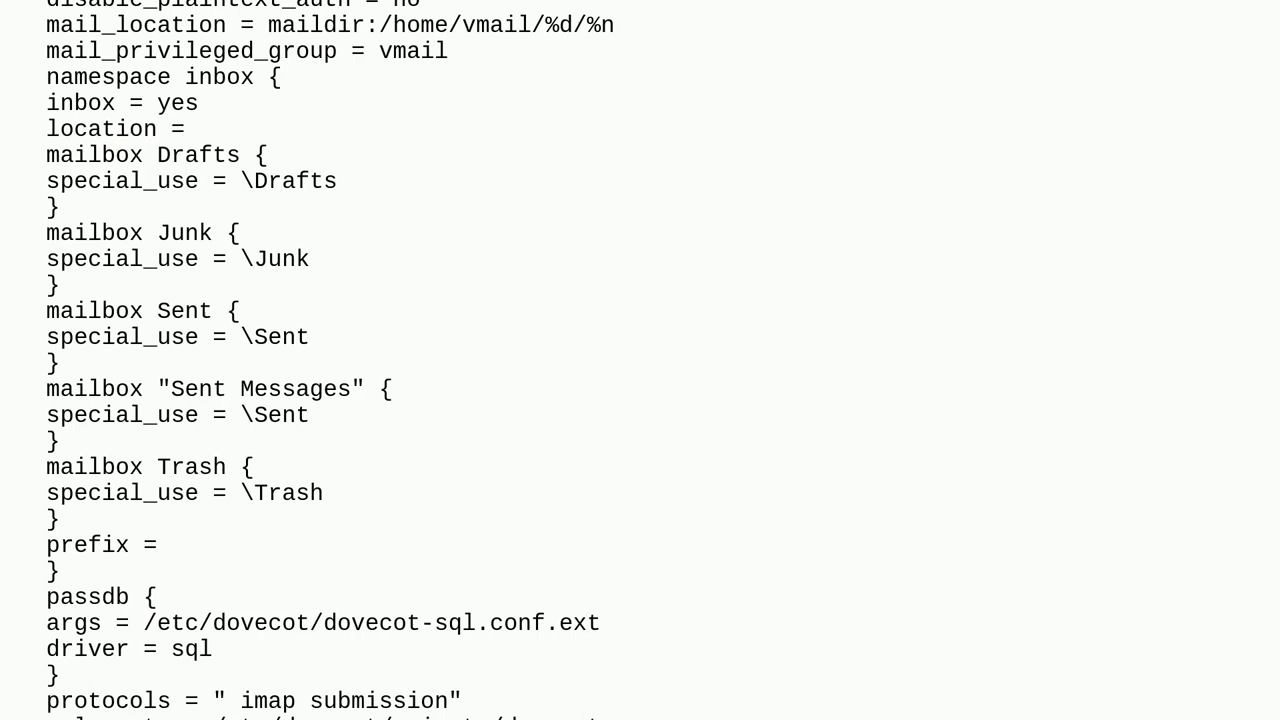 disable_plaintext_auth = no
mail_location = maildir:/home/vmail/%d/%n
mail_privileged_group = vmail
namespace inbox {
inbox = yes
location =
mailbox Drafts {
special_use = \Drafts
}
mailbox Junk {
special_use = \Junk
}
mailbox Sent {
special_use = \Sent
}
mailbox "Sent Messages" {
special_use = \Sent
}
mailbox Trash {
special_use = \Trash
}
prefix =
}
passdb {
args = /etc/dovecot/dovecot-sql.conf.ext
driver = sql
}
protocols = " imap submission"